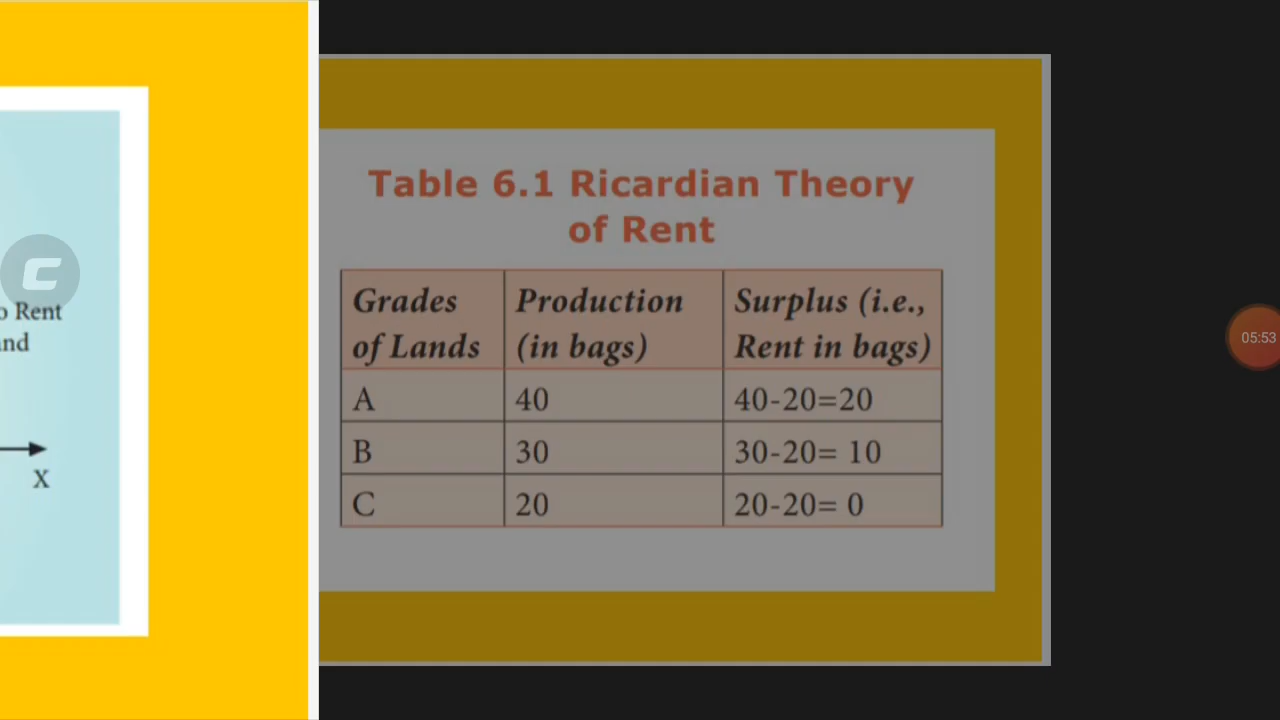 Rent
X
Table 6.1 Ricardian Theory
of Rent
Grades of Lands Production (in bags) Surplus (i.e., Rent in bags)
A 40 40-20=20
B 30 30-20= 10
C 20 20-20= 0
05:53